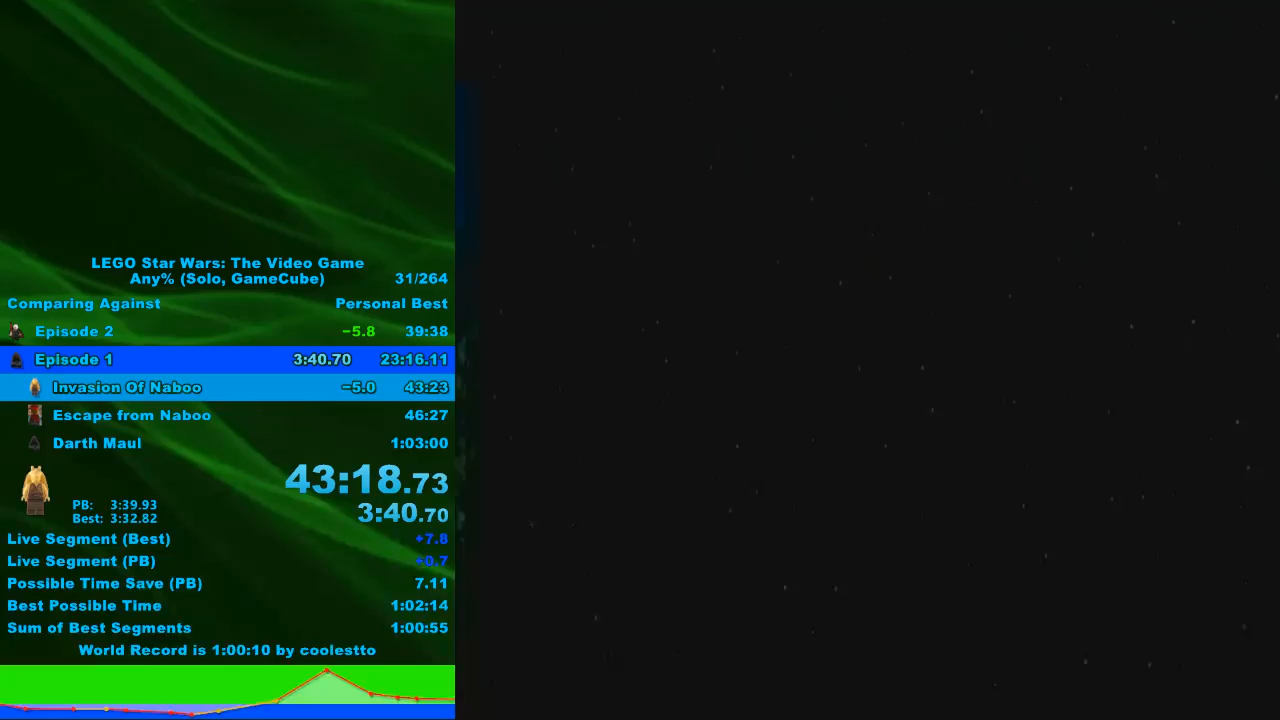 LEGO Star Wars: The Video Game
Any% (Solo, GameCube) 31/264
Comparing Against Personal Best
Episode 2 −5.8 39:38
Episode 1 3:40.70 23:16.11
Invasion Of Naboo −5.0 43:23
Escape from Naboo 46:27
Darth Maul 1:03:00
43:18.73
PB: 3:39.93
Best: 3:32.82
3:40.70
Live Segment (Best) +7.8
Live Segment (PB) +0.7
Possible Time Save (PB) 7.11
Best Possible Time 1:02:14
Sum of Best Segments 1:00:55
World Record is 1:00:10 by coolestto